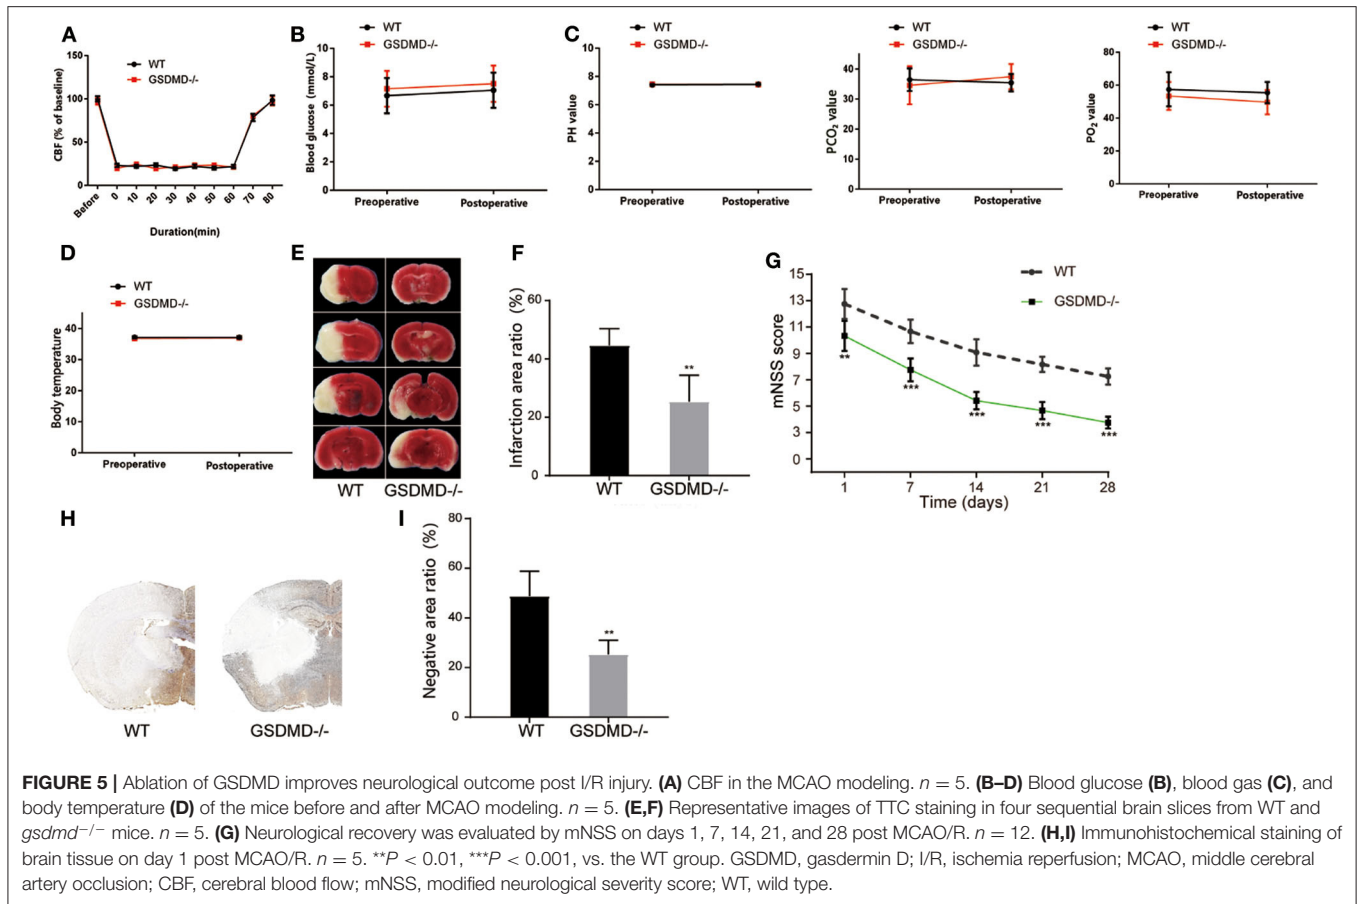 A
WT
GSDMD-/-
CBF (% of baseline)
150
100
50
0
Before
0
10
20
30
40
50
60
70
80
Duration(min)
B
WT
GSDMD-/-
Blood glucose (mmol/L)
10
8
6
4
2
0
Preoperative
Postoperative
C
WT
GSDMD-/-
PH value
10
8
6
4
2
0
Preoperative
Postoperative
WT
GSDMD-/-
PCO2 value
40
30
20
10
0
Preoperative
Postoperative
WT
GSDMD-/-
PO2 value
80
60
40
20
0
Preoperative
Postoperative
D
WT
GSDMD-/-
Body temperature
40
30
20
10
0
Preoperative
Postoperative
E
WT
GSDMD-/-
F
Infarction area ratio (%)
60
40
20
0
**
WT
GSDMD-/-
G
WT
GSDMD-/-
mNSS score
15
13
11
9
7
5
3
0
**
***
***
***
***
1
7
14
21
28
Time (days)
H
WT
GSDMD-/-
I
Negative area ratio (%)
80
60
40
20
0
**
WT
GSDMD-/-
FIGURE 5 | Ablation of GSDMD improves neurological outcome post I/R injury. (A) CBF in the MCAO modeling. n = 5. (B–D) Blood glucose (B), blood gas (C), and
body temperature (D) of the mice before and after MCAO modeling. n = 5. (E,F) Representative images of TTC staining in four sequential brain slices from WT and
gsdmd−/− mice. n = 5. (G) Neurological recovery was evaluated by mNSS on days 1, 7, 14, 21, and 28 post MCAO/R. n = 12. (H,I) Immunohistochemical staining of
brain tissue on day 1 post MCAO/R. n = 5. **P < 0.01, ***P < 0.001, vs. the WT group. GSDMD, gasdermin D; I/R, ischemia reperfusion; MCAO, middle cerebral
artery occlusion; CBF, cerebral blood flow; mNSS, modified neurological severity score; WT, wild type.